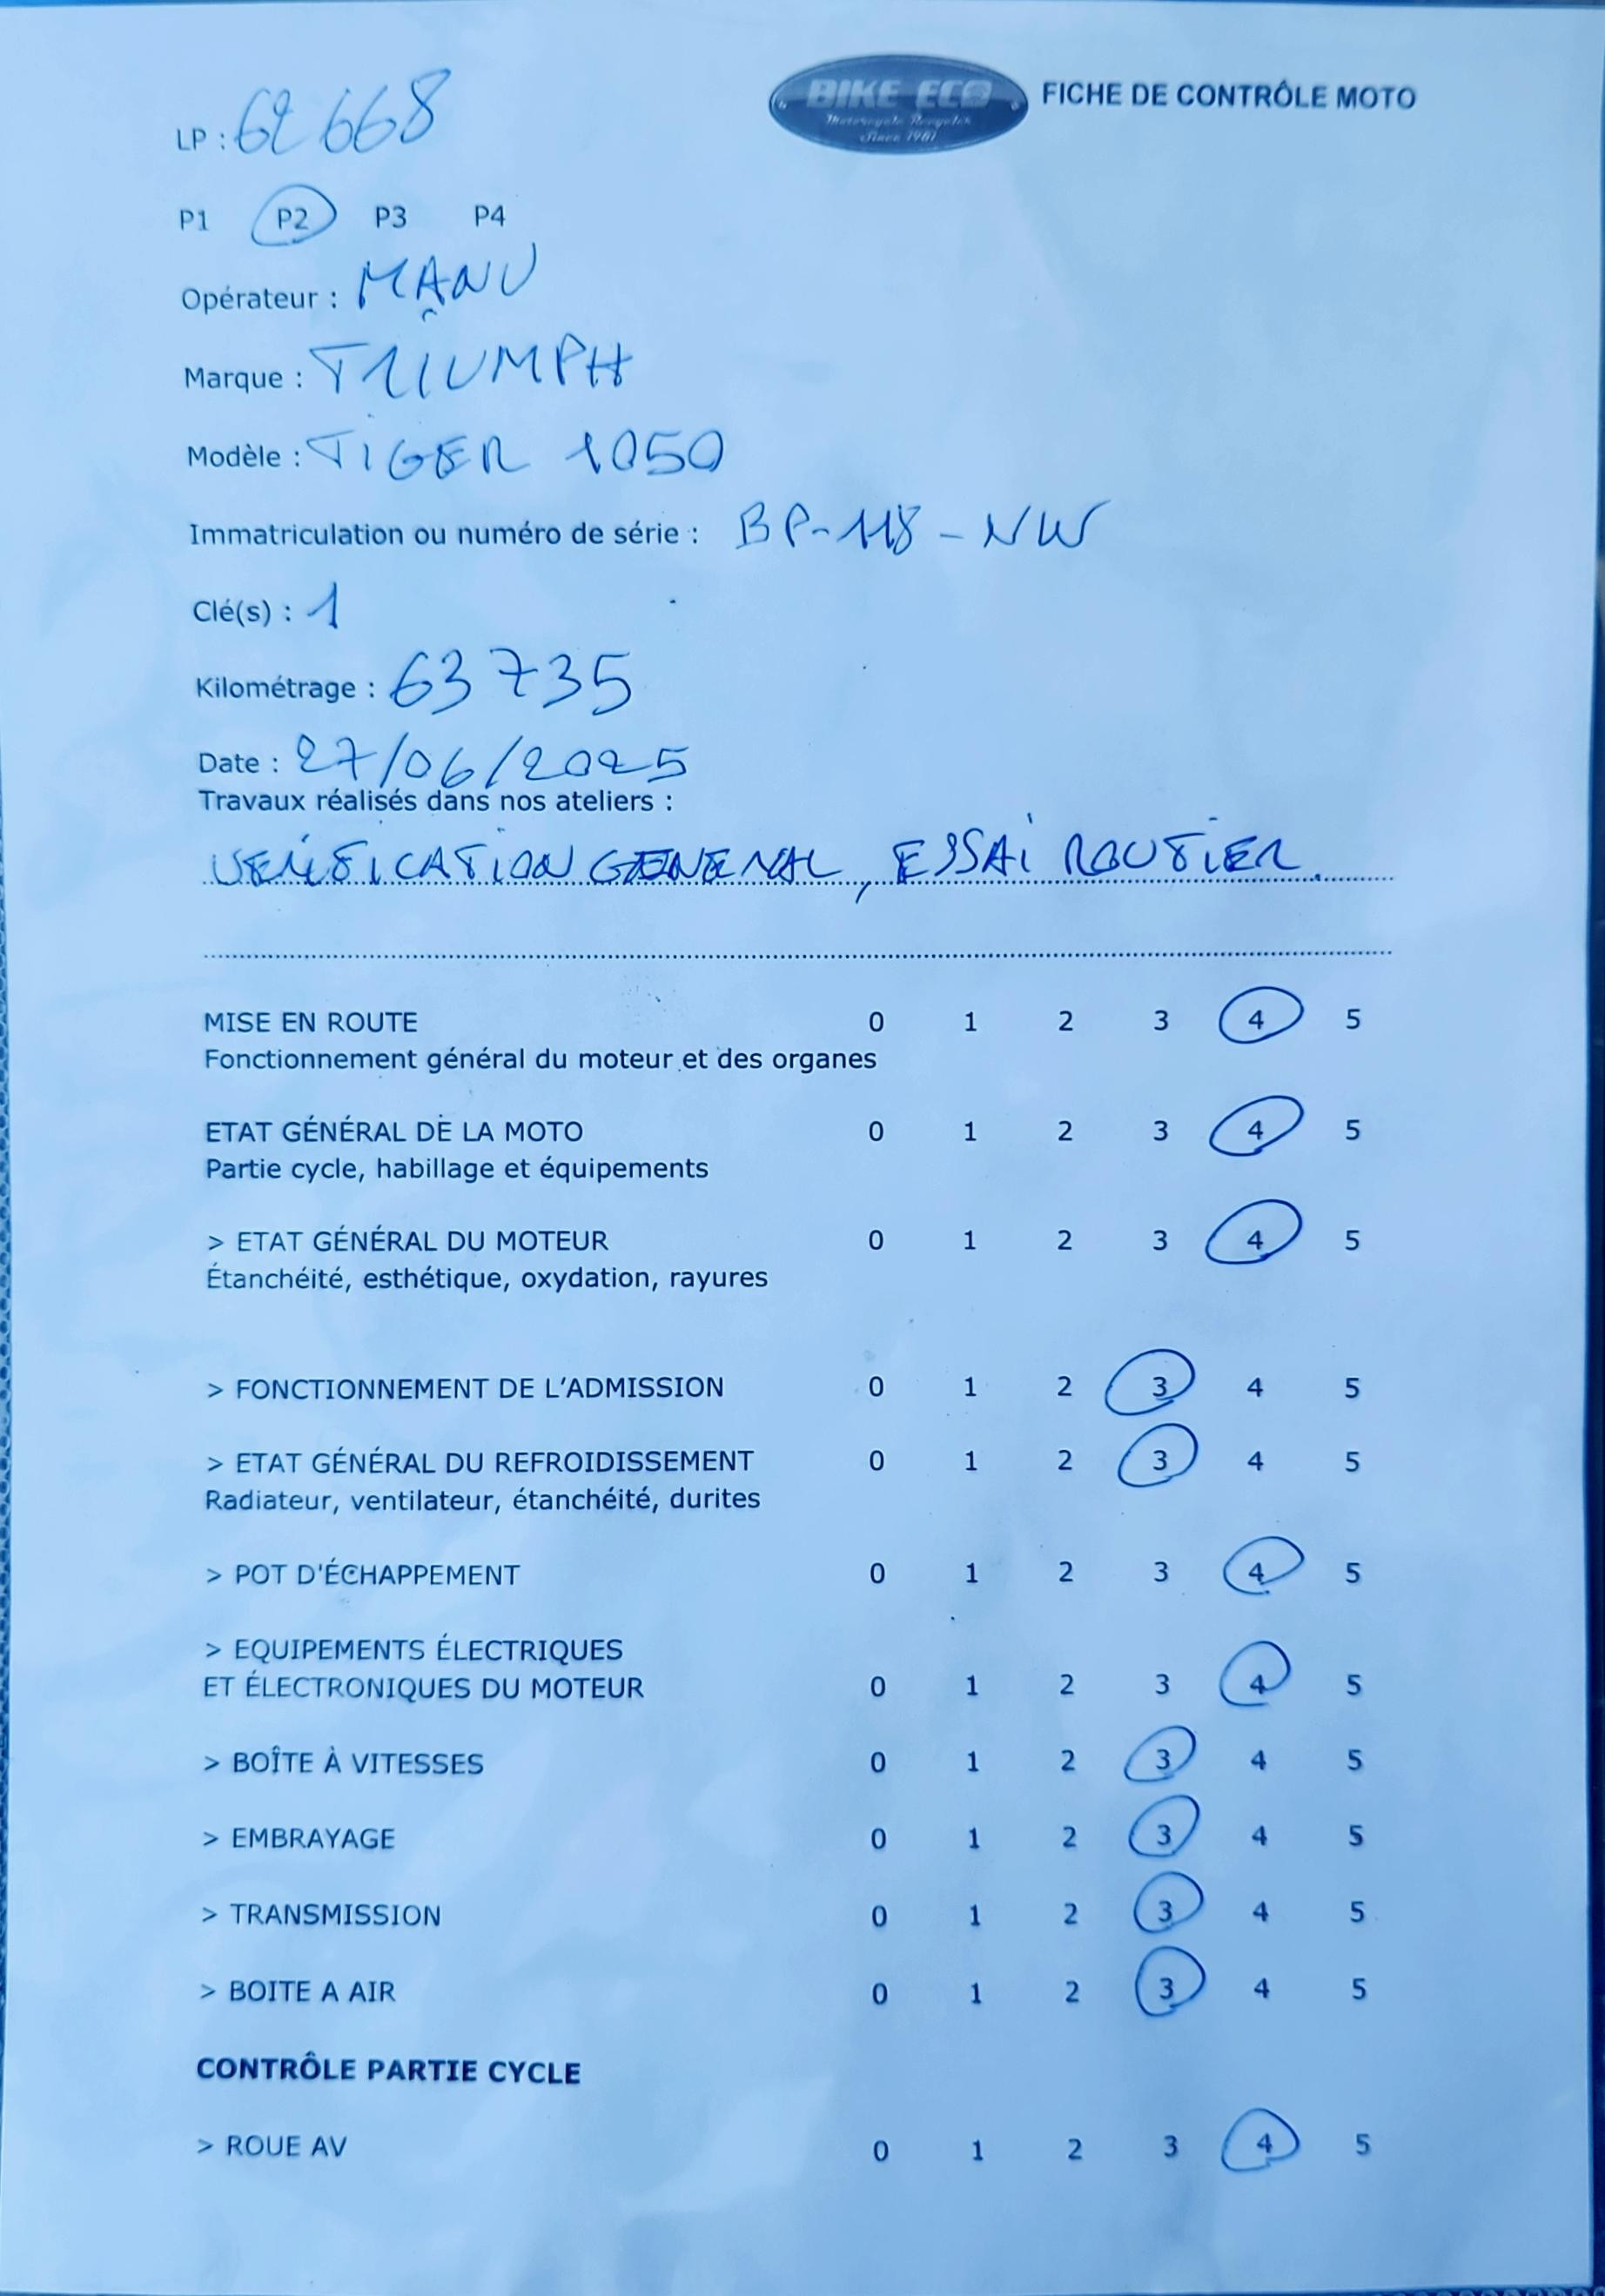 BIKE ECO
Motorcycle Recycler
Since 1981
FICHE DE CONTRÔLE MOTO
LP : 62668
P1 P2 P3 P4
Opérateur : MANU
Marque : TRIUMPH
Modèle : TIGER 1050
Immatriculation ou numéro de série : BP-118-NW
Clé(s) : 1
Kilométrage : 63735
Date : 27/06/2025
Travaux réalisés dans nos ateliers :
VERIFICATION GENERAL, ESSAI ROUTIER.
MISE EN ROUTE 0 1 2 3 4 5
Fonctionnement général du moteur et des organes
ETAT GÉNÉRAL DE LA MOTO 0 1 2 3 4 5
Partie cycle, habillage et équipements
> ETAT GÉNÉRAL DU MOTEUR 0 1 2 3 4 5
Étanchéité, esthétique, oxydation, rayures
> FONCTIONNEMENT DE L'ADMISSION 0 1 2 3 4 5
> ETAT GÉNÉRAL DU REFROIDISSEMENT 0 1 2 3 4 5
Radiateur, ventilateur, étanchéité, durites
> POT D'ÉCHAPPEMENT 0 1 2 3 4 5
> EQUIPEMENTS ÉLECTRIQUES
ET ÉLECTRONIQUES DU MOTEUR 0 1 2 3 4 5
> BOÎTE À VITESSES 0 1 2 3 4 5
> EMBRAYAGE 0 1 2 3 4 5
> TRANSMISSION 0 1 2 3 4 5
> BOITE A AIR 0 1 2 3 4 5
CONTRÔLE PARTIE CYCLE
> ROUE AV 0 1 2 3 4 5